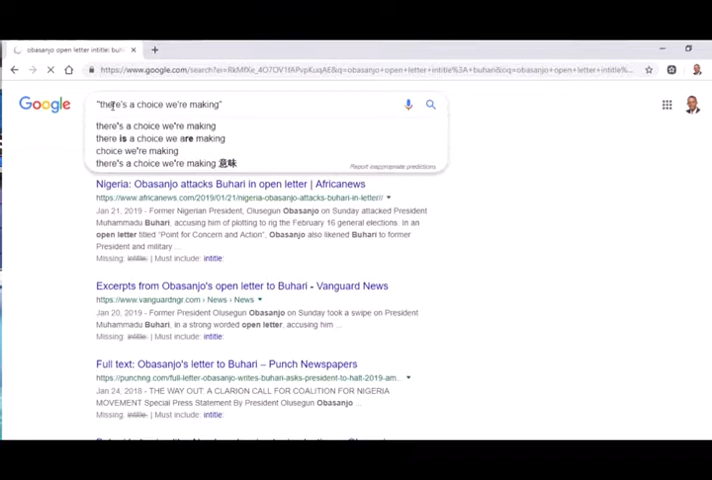 obasanjo open letter intitle: buh
https://www.google.com/search?ei=
obasanjo+open+letter+intitle%3A+buhari&oq=obasanjo+open+letter+intitle%
Google
"there's a choice we're making"
there's a choice we're making
there is a choice we are making
choice we're making
there's a choice we're making 意味
Report inappropriate predictions
Nigeria: Obasanjo attacks Buhari in open letter | Africanews
https://www.africanews.com/2019/01/21/nigeria-obasanjo-attacks-buhari-in-letter//
Jan 21, 2019 - Former Nigerian President, Olusegun Obasanjo on Sunday attacked President
Muhammadu Buhari, accusing him of plotting to rig the February 16 general elections. In an
open letter titled "Point for Concern and Action", Obasanjo also likened Buhari to former
President and military ...
Missing: intitle: | Must include: intitle:
Excerpts from Obasanjo's open letter to Buhari - Vanguard News
https://www.vanguardngr.com › News › News
Jan 20, 2019 - Former President Olusegun Obasanjo on Sunday took a swipe on President
Muhammadu Buhari, in a strong worded open letter, accusing him ...
Missing: intitle: | Must include: intitle:
Full text: Obasanjo's letter to Buhari – Punch Newspapers
https://punchng.com/full-letter-obasanjo-writes-buhari-asks-president-to-halt-2019-am...
Jan 24, 2018 - THE WAY OUT: A CLARION CALL FOR COALITION FOR NIGERIA
MOVEMENT Special Press Statement By President Olusegun Obasanjo ...
Missing: intitle: | Must include: intitle: